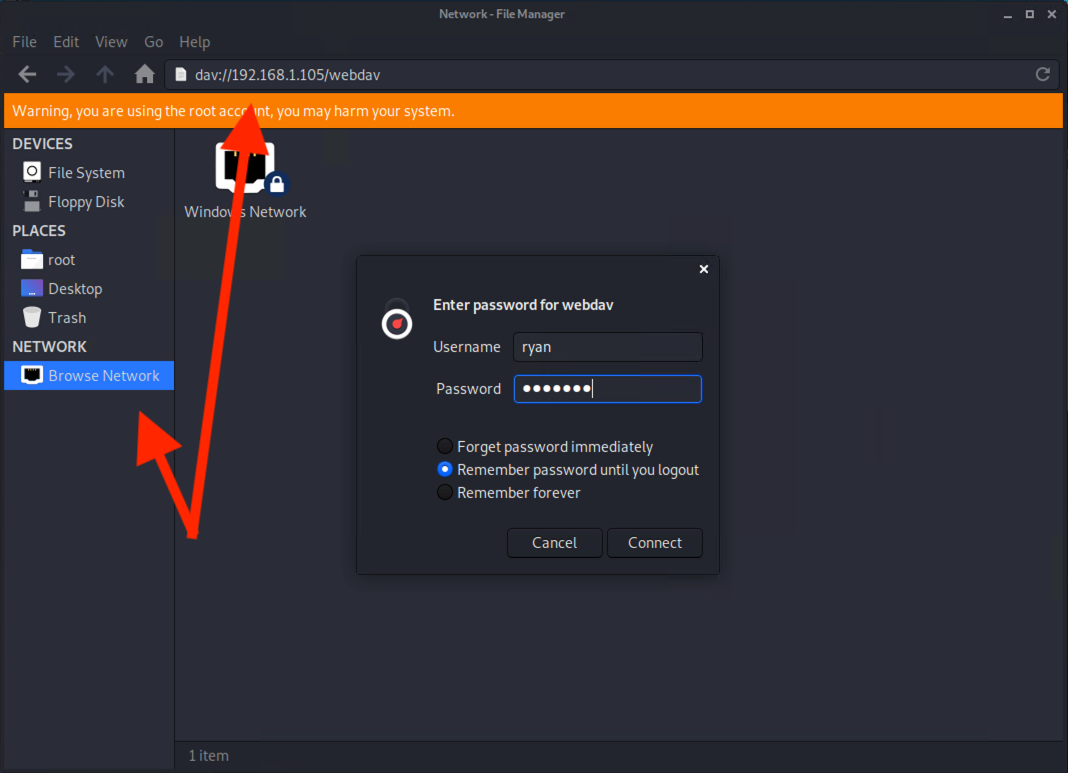 Network - File Manager
File Edit View Go Help
dav://192.168.1.105/webdav
Warning, you are using the root account, you may harm your system.
DEVICES
File System
Floppy Disk
PLACES
root
Desktop
Trash
NETWORK
Browse Network
Windows Network
Enter password for webdav
Username ryan
Password •••••••
Forget password immediately
Remember password until you logout
Remember forever
Cancel Connect
1 item